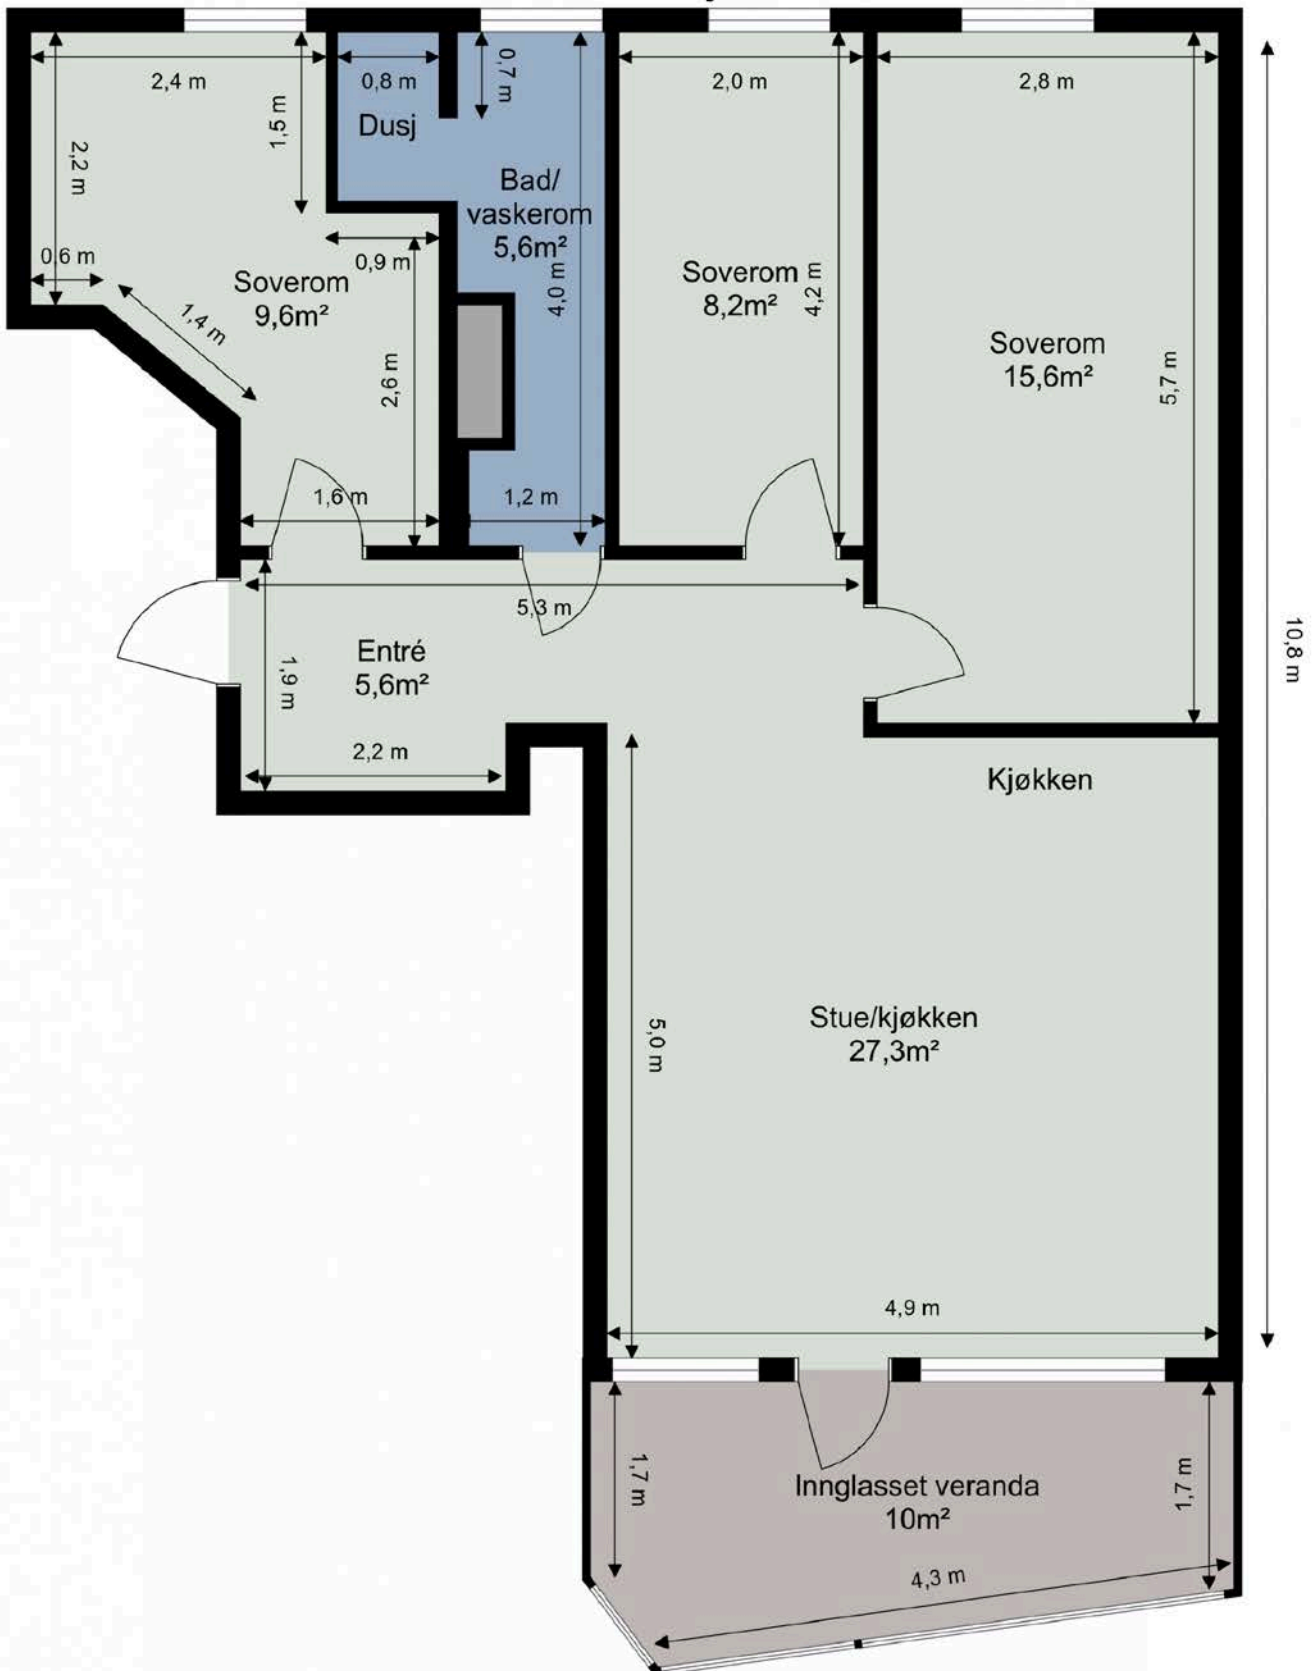 2,4 m
0,8 m
0,7 m
2,0 m
2,8 m
1,5 m
Dusj
2,2 m
Bad/
vaskerom
5,6m²
0,6 m
0,9 m
4,0 m
Soverom
9,6m²
Soverom
8,2m²
4,2 m
1,4 m
Soverom
15,6m²
2,6 m
5,7 m
1,6 m
1,2 m
5,3 m
Entré
5,6m²
1,9 m
10,8 m
2,2 m
Kjøkken
Stue/kjøkken
27,3m²
5,0 m
4,9 m
1,7 m
Innglasset veranda
10m²
1,7 m
4,3 m